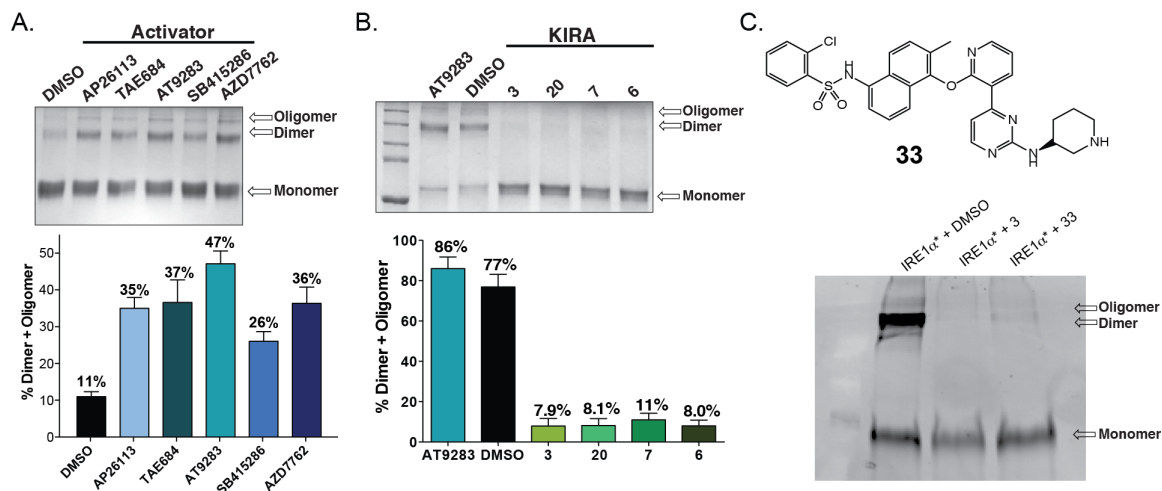 A.
Activator
DMSO
AP26113
TAE684
AT9283
SB415286
AZD7762
Oligomer
Dimer
Monomer
% Dimer + Oligomer
50
40
30
20
10
0
11%
35%
37%
47%
26%
36%
DMSO
AP26113
TAE684
AT9283
SB415286
AZD7762
B.
KIRA
AT9283
DMSO
3
20
7
6
Oligomer
Dimer
Monomer
% Dimer + Oligomer
100
80
60
40
20
0
86%
77%
7.9%
8.1%
11%
8.0%
AT9283 DMSO 3 20 7 6
C.
Cl
H
N
S
O O
O
N
N
N
N
H
NH
33
IRE1α* + DMSO
IRE1α* + 3
IRE1α* + 33
Oligomer
Dimer
Monomer